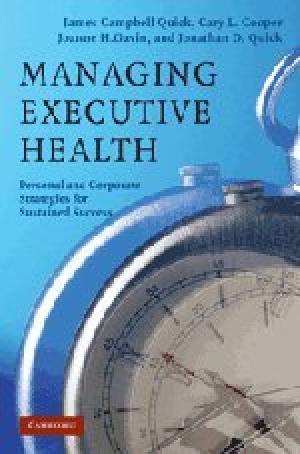 James Campbell Quick, Cary L. Cooper
Joanne H. Gavin, and Jonathan D. Quick
MANAGING
EXECUTIVE
HEALTH
Personal and Corporate
Strategies for
Sustained Success
CAMBRIDGE